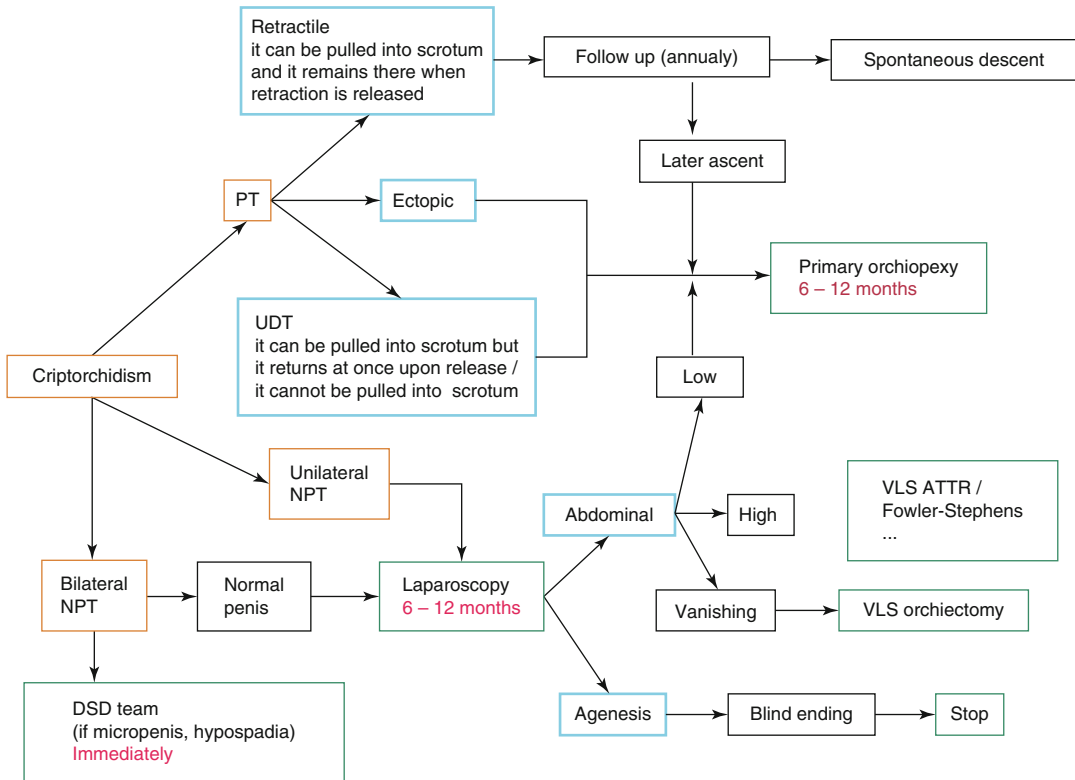 Retractile
it can be pulled into scrotum
and it remains there when
retraction is released
Follow up (annualy)
Spontaneous descent
Later ascent
PT
Ectopic
Primary orchiopexy
6 – 12 months
UDT
it can be pulled into scrotum but
it returns at once upon release /
it cannot be pulled into scrotum
Criptorchidism
Low
Unilateral
NPT
Abdominal
High
VLS ATTR /
Fowler-Stephens
...
Bilateral
NPT
Normal
penis
Laparoscopy
6 – 12 months
Vanishing
VLS orchiectomy
DSD team
(if micropenis, hypospadia)
Immediately
Agenesis
Blind ending
Stop